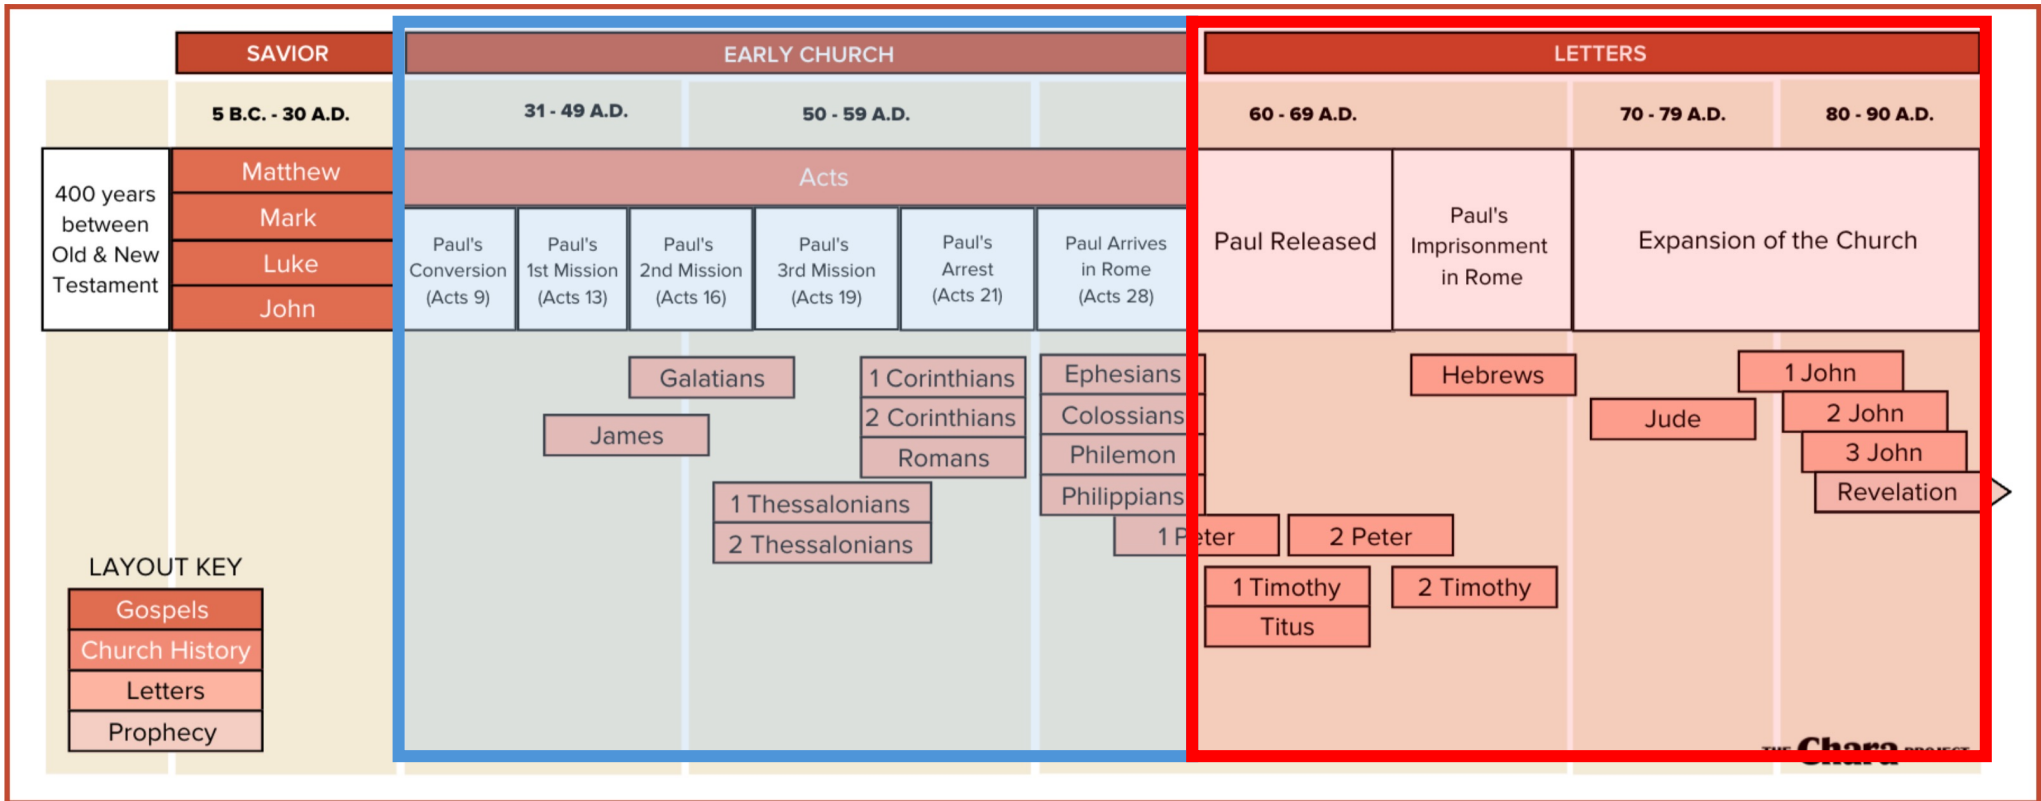 SAVIOR
EARLY CHURCH
LETTERS
5 B.C. - 30 A.D.
31 - 49 A.D.
50 - 59 A.D.
60 - 69 A.D.
70 - 79 A.D.
80 - 90 A.D.
400 years
between
Old & New
Testament
Matthew
Mark
Luke
John
Acts
Paul's
Conversion
(Acts 9)
Paul's
1st Mission
(Acts 13)
Paul's
2nd Mission
(Acts 16)
Paul's
3rd Mission
(Acts 19)
Paul's
Arrest
(Acts 21)
Paul Arrives
in Rome
(Acts 28)
Paul Released
Paul's
Imprisonment
in Rome
Expansion of the Church
Galatians
James
1 Thessalonians
2 Thessalonians
1 Corinthians
2 Corinthians
Romans
Ephesians
Colossians
Philemon
Philippians
1 Peter
2 Peter
1 Timothy
Titus
2 Timothy
Hebrews
Jude
1 John
2 John
3 John
Revelation
LAYOUT KEY
Gospels
Church History
Letters
Prophecy
THE Chara PROJECT